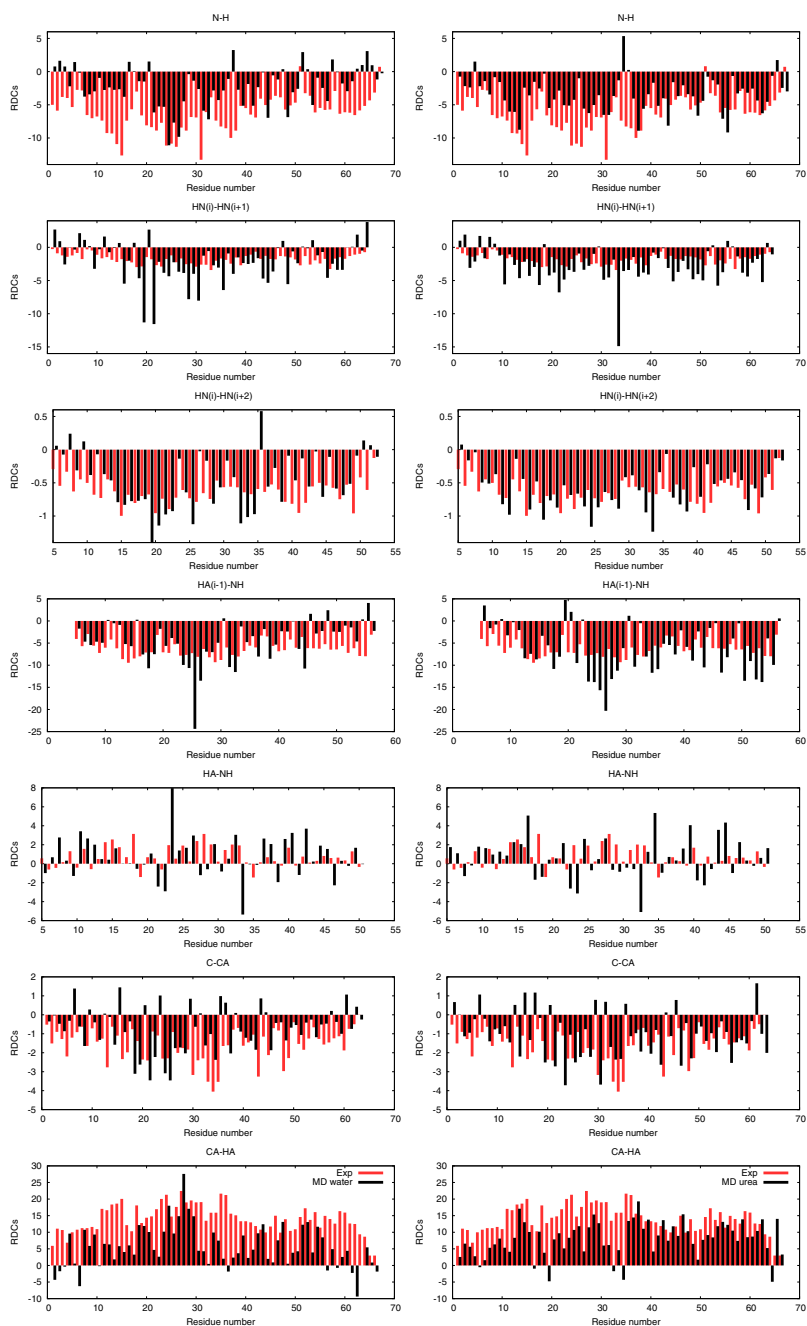 N-H
RDCs
5
0
-5
-10
0 10 20 30 40 50 60 70
Residue number
N-H
RDCs
5
0
-5
-10
0 10 20 30 40 50 60 70
Residue number
HN(i)-HN(i+1)
RDCs
0
-5
-10
-15
0 10 20 30 40 50 60 70
Residue number
HN(i)-HN(i+1)
RDCs
0
-5
-10
-15
0 10 20 30 40 50 60 70
Residue number
HN(i)-HN(i+2)
RDCs
0.5
0
-0.5
-1
5 10 15 20 25 30 35 40 45 50 55
Residue number
HN(i)-HN(i+2)
RDCs
0.5
0
-0.5
-1
5 10 15 20 25 30 35 40 45 50 55
Residue number
HA(i-1)-NH
RDCs
5
0
-5
-10
-15
-20
-25
0 10 20 30 40 50 60
Residue number
HA(i-1)-NH
RDCs
5
0
-5
-10
-15
-20
-25
0 10 20 30 40 50 60
Residue number
HA-NH
RDCs
8
6
4
2
0
-2
-4
-6
5 10 15 20 25 30 35 40 45 50 55
Residue number
HA-NH
RDCs
8
6
4
2
0
-2
-4
-6
5 10 15 20 25 30 35 40 45 50 55
Residue number
C-CA
RDCs
2
1
0
-1
-2
-3
-4
-5
0 10 20 30 40 50 60 70
Residue number
C-CA
RDCs
2
1
0
-1
-2
-3
-4
-5
0 10 20 30 40 50 60 70
Residue number
CA-HA
Exp
MD water
RDCs
30
25
20
15
10
5
0
-5
-10
0 10 20 30 40 50 60 70
Residue number
CA-HA
Exp
MD urea
RDCs
30
25
20
15
10
5
0
-5
-10
0 10 20 30 40 50 60 70
Residue number